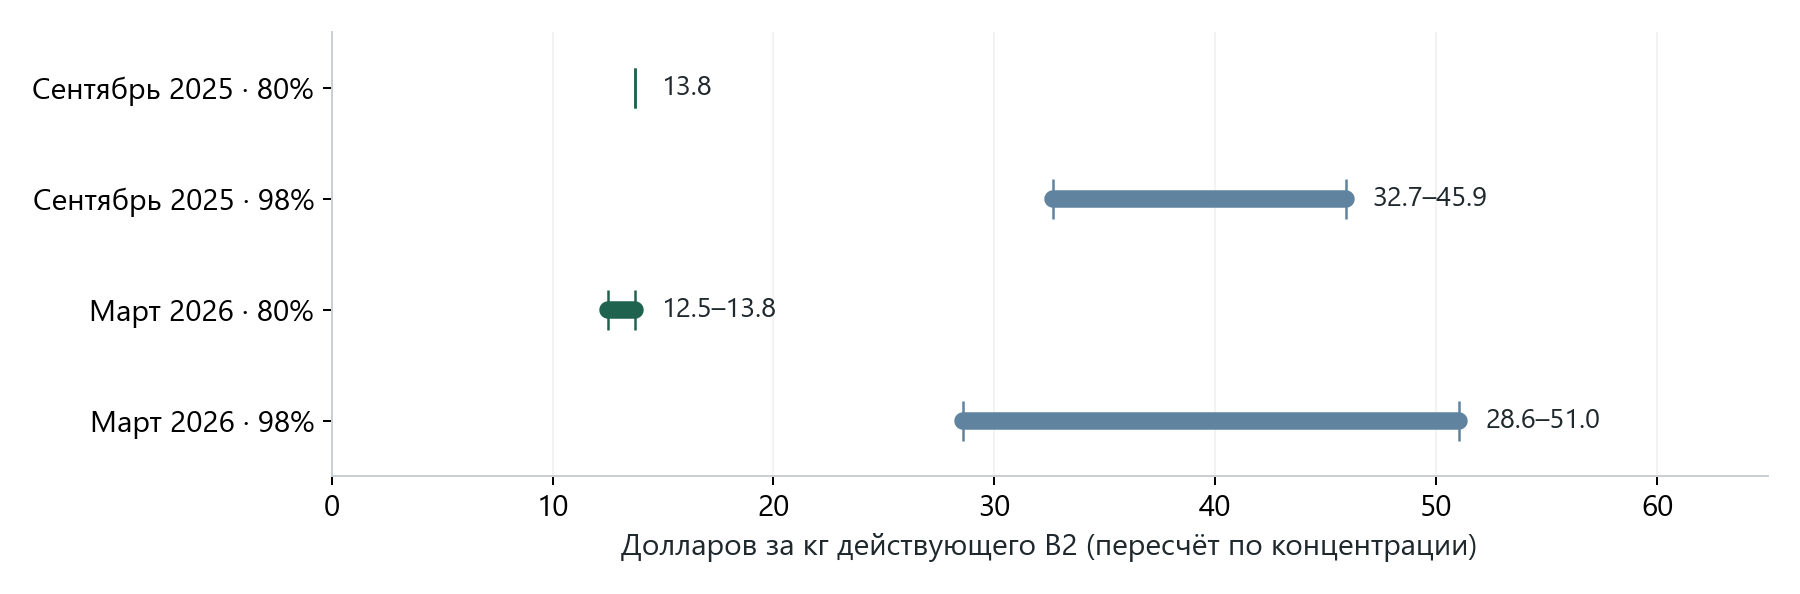 Сентябрь 2025 · 80%
13.8
Сентябрь 2025 · 98%
32.7–45.9
Март 2026 · 80%
12.5–13.8
Март 2026 · 98%
28.6–51.0
0 10 20 30 40 50 60
Долларов за кг действующего B2 (пересчёт по концентрации)